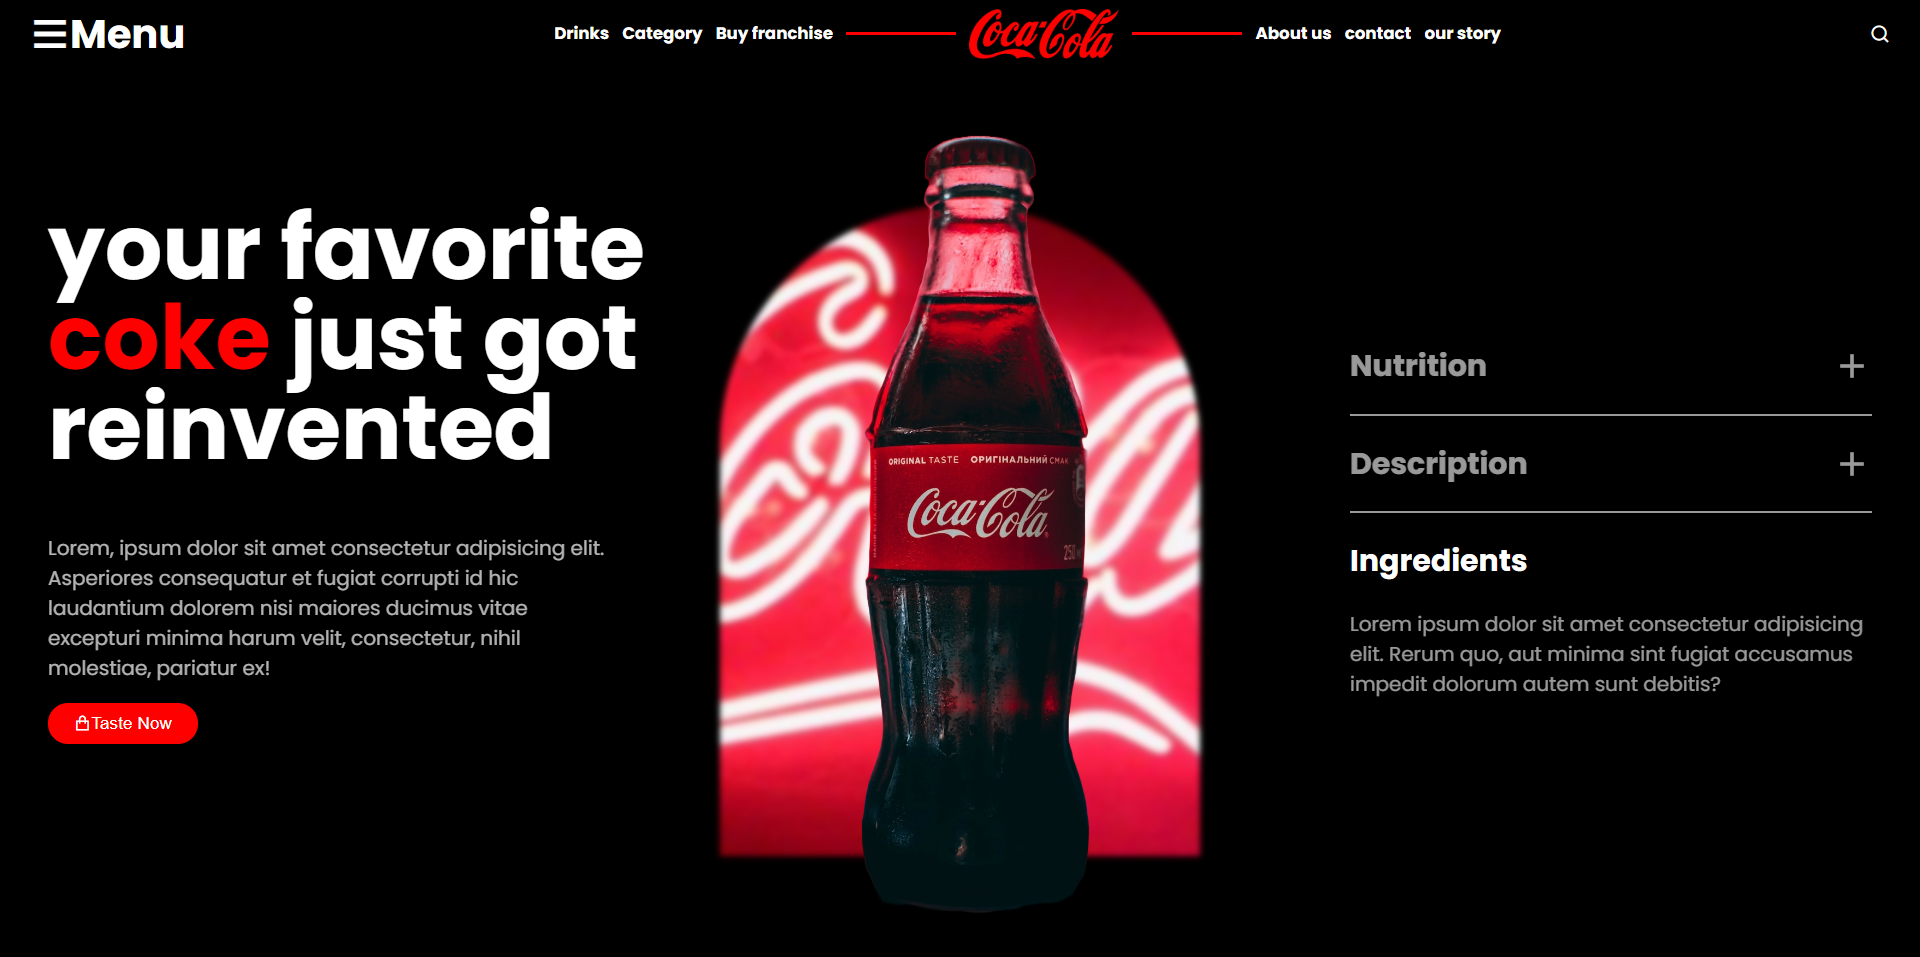 Menu
Drinks Category Buy franchise
Coca-Cola
About us contact our story
your favorite
coke just got
reinvented
Lorem, ipsum dolor sit amet consectetur adipisicing elit.
Asperiores consequatur et fugiat corrupti id hic
laudantium dolorem nisi maiores ducimus vitae
excepturi minima harum velit, consectetur, nihil
molestiae, pariatur ex!
Taste Now
ORIGINAL TASTE ОРИГІНАЛЬНИЙ СМАК
Coca-Cola
Nutrition
Description
Ingredients
Lorem ipsum dolor sit amet consectetur adipisicing
elit. Rerum quo, aut minima sint fugiat accusamus
impedit dolorum autem sunt debitis?